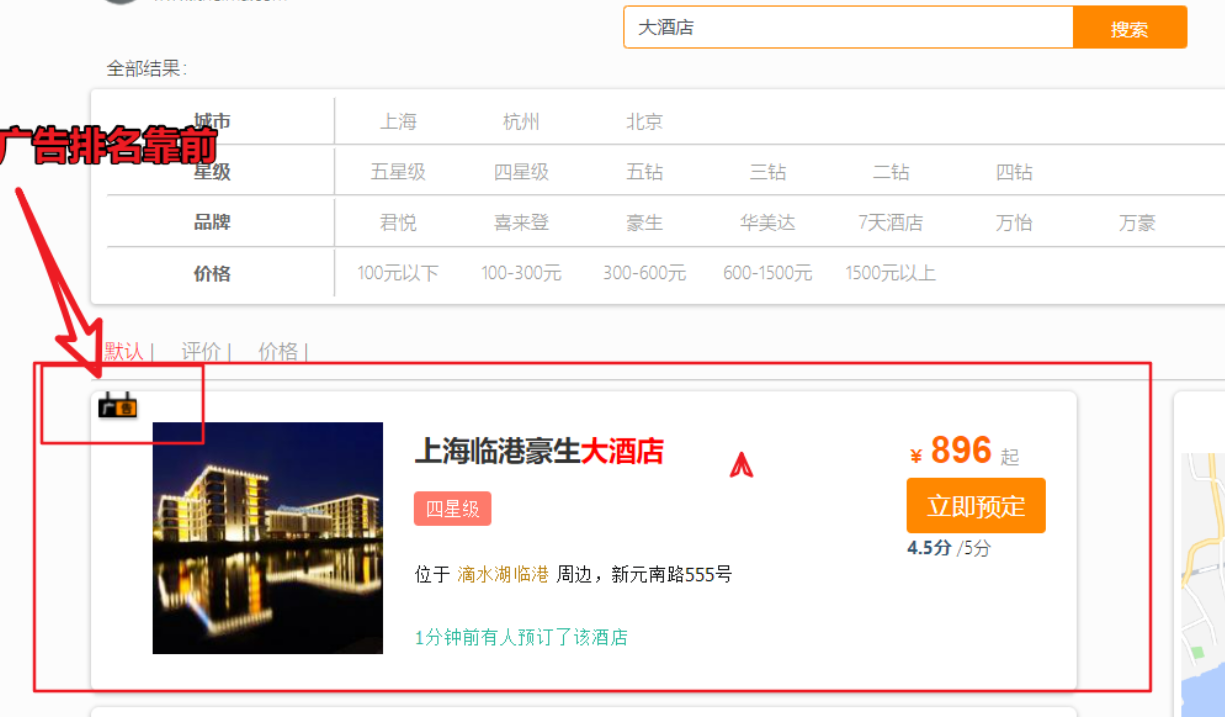 大酒店
搜索
全部结果:
城市 上海 杭州 北京
广告排名靠前
星级 五星级 四星级 五钻 三钻 二钻 四钻
品牌 君悦 喜来登 豪生 华美达 7天酒店 万怡 万豪
价格 100元以下 100-300元 300-600元 600-1500元 1500元以上
默认| 评价| 价格|
广告
上海临港豪生大酒店
¥ 896 起
四星级
立即预定
4.5分 /5分
位于 滴水湖临港 周边，新元南路555号
1分钟前有人预订了该酒店